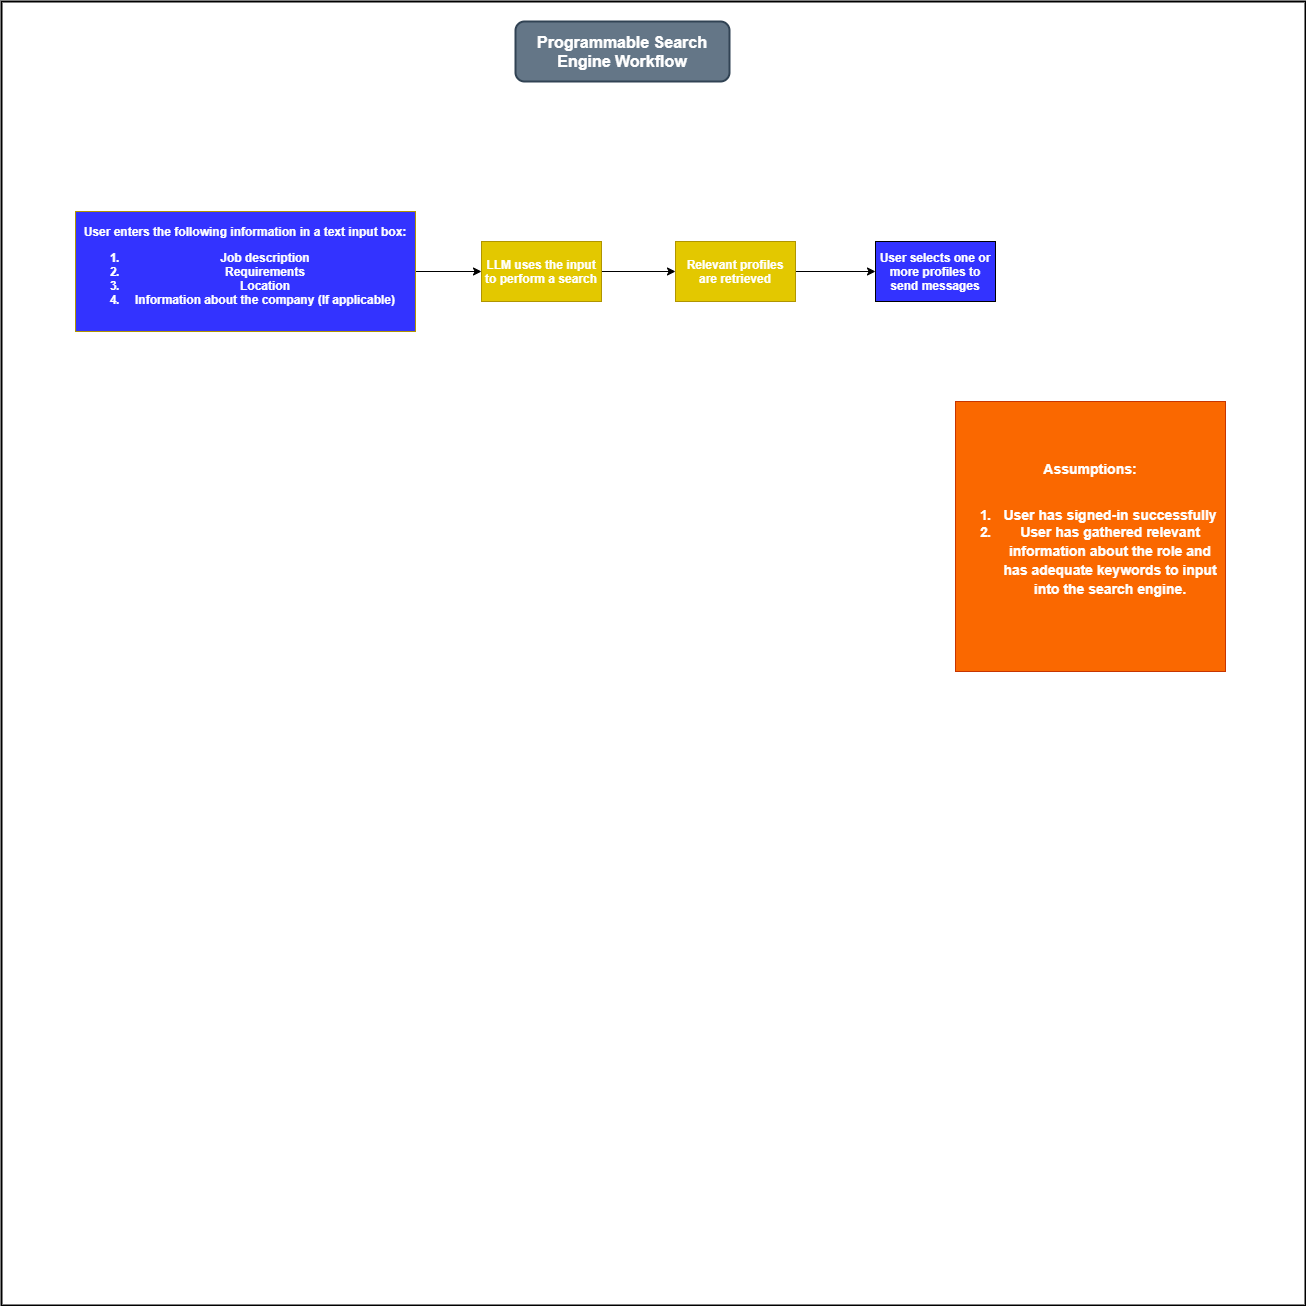 Programmable Search
Engine Workflow
User enters the following information in a text input box:
1. Job description
2. Requirements
3. Location
4. Information about the company (If applicable)
LLM uses the input
to perform a search
Relevant profiles
are retrieved
User selects one or
more profiles to
send messages
Assumptions:
1. User has signed-in successfully
2. User has gathered relevant
information about the role and
has adequate keywords to input
into the search engine.